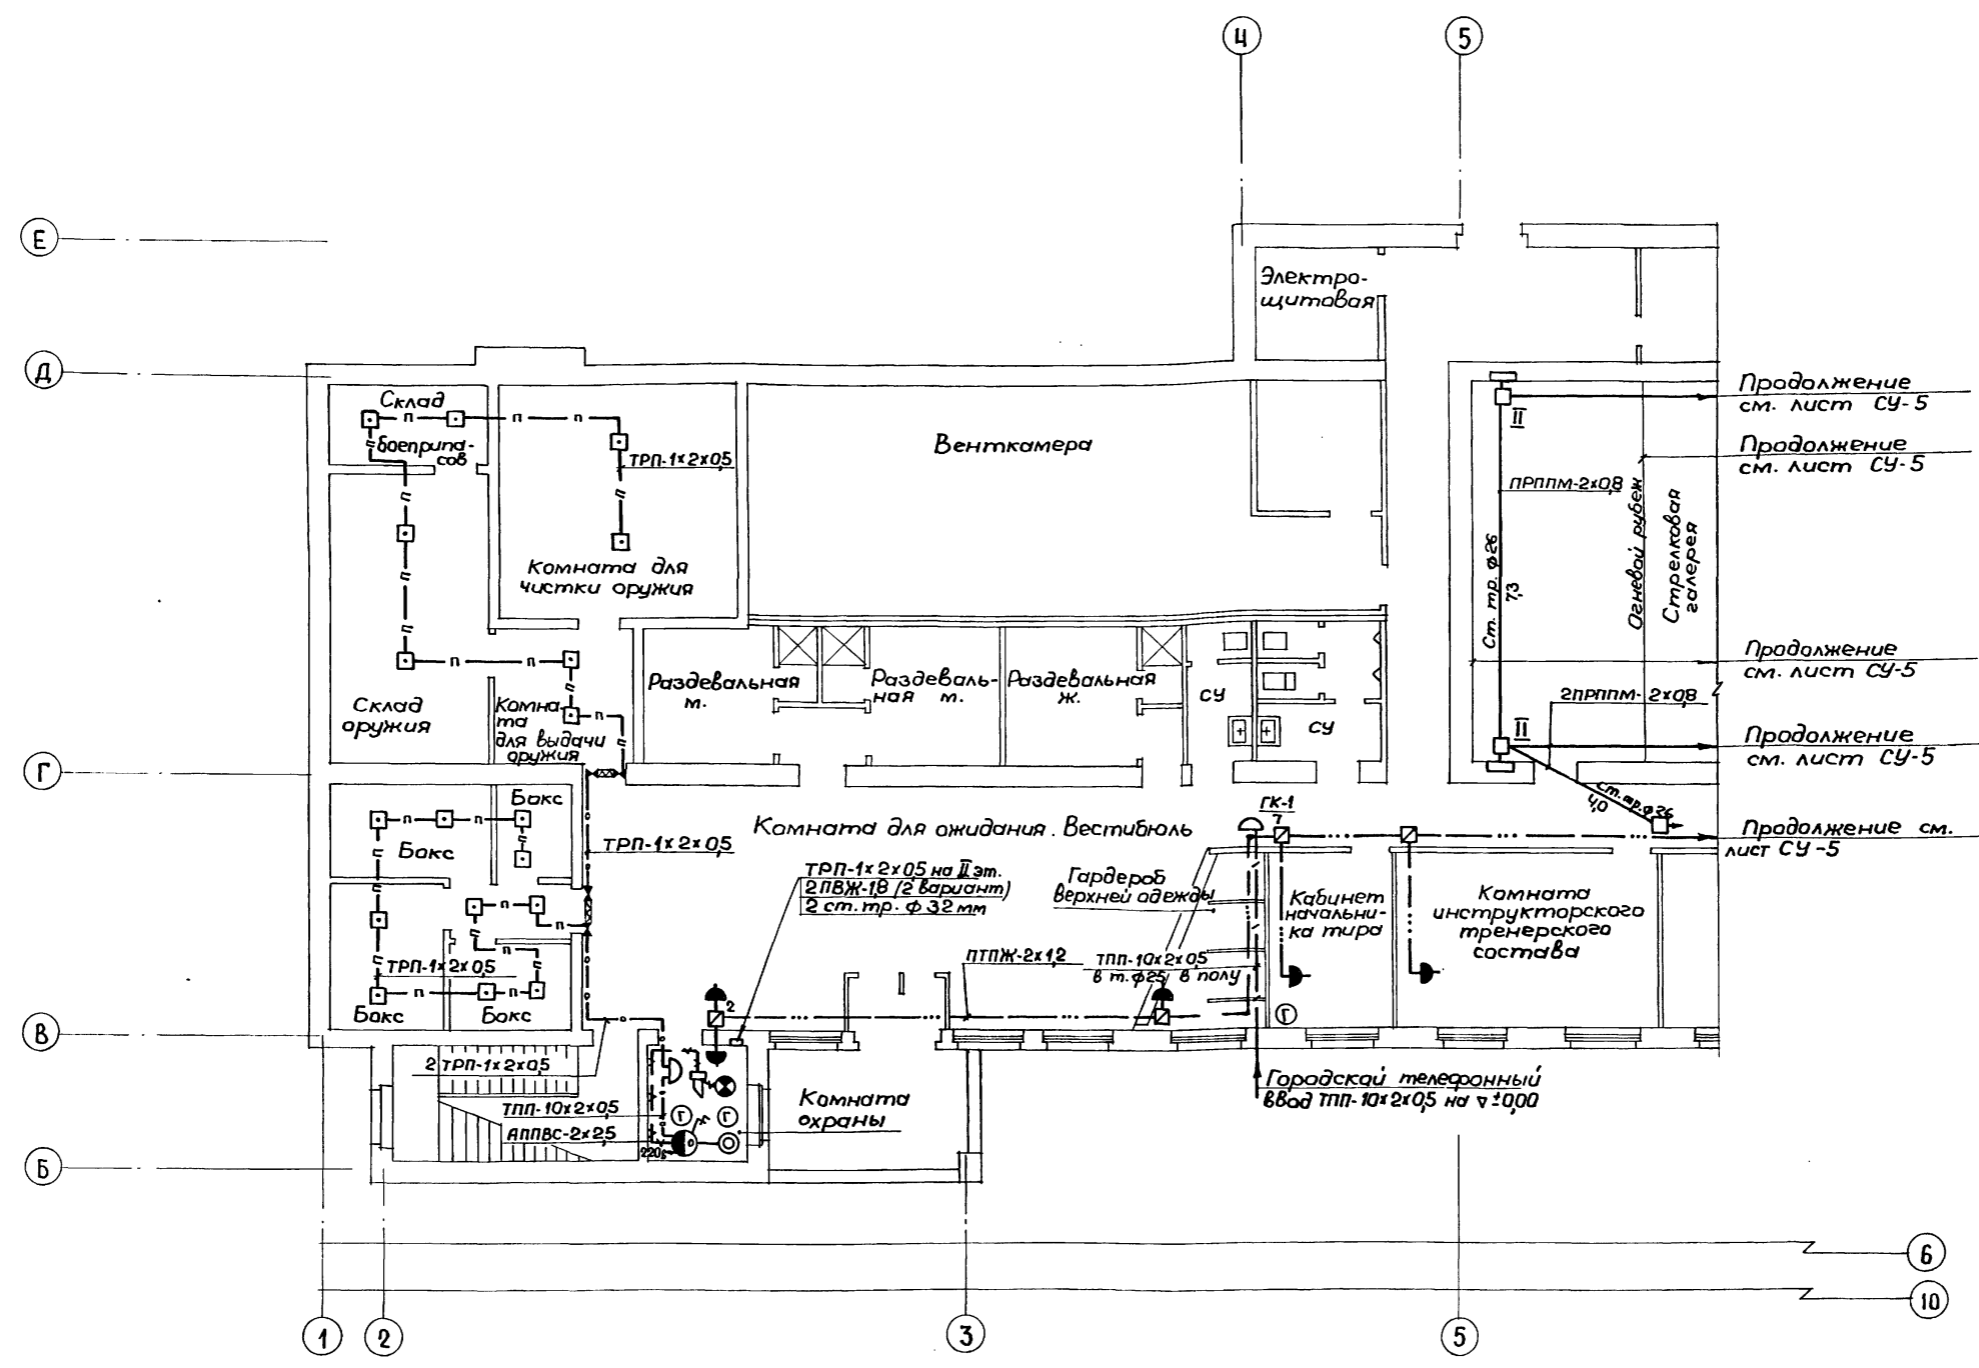 4
5
Е
Электро-
щитовая
Д
Склад
боеприпа-
сов
п
п
п
п
ТРП-1×2×0,5
п
Венткамера
Продолжение
см. лист СУ-5
II
Продолжение
см. лист СУ-5
ПРППМ-2×0,8
Огневой рубеж
Стрелковая
галерея
Ст. тр. ф26
7,3
п
п
п
Комната для
чистки оружия
п
п
п
п
п
Раздевальная
м.
Раздеваль-
ная м.
Раздевальная
ж.
СУ
СУ
Склад
оружия
Комна-
та
для выдачи
оружия
Продолжение
см. лист СУ-5
2ПРППМ-2×0,8
II
Продолжение
см. лист СУ-5
Г
Ст. тр. ф26
4,0
Бокс
п
п
п
Бокс
ТРП-1×2×0,5
Комната для ожидания. Вестибюль
ГК-1
7
Продолжение см.
лист СУ-5
ТРП-1×2×0,5 на II эт.
2ПВЖ-1,8 /2 вариант/
2 ст. тр. ф 32 мм
Гардероб
верхней одежды
Кабинет
начальни-
ка тира
Комната
инструкторского
тренерского
состава
п
п
п
п
п
п
п
п
ТРП-1×2×0,5
ПТПЖ-2×1,2
ТПП-10×2×0,5
в т. ф25 в полу
Бокс
Бокс
2
Г
В
2 ТРП-1×2×0,5
ТПП-10×2×0,5
АППВС-2×2,5
220
Г
Г
Комната
охраны
Городской телефонный
ввод ТПП-10×2×0,5 на ▽±0,00
Б
6
10
1
2
3
5